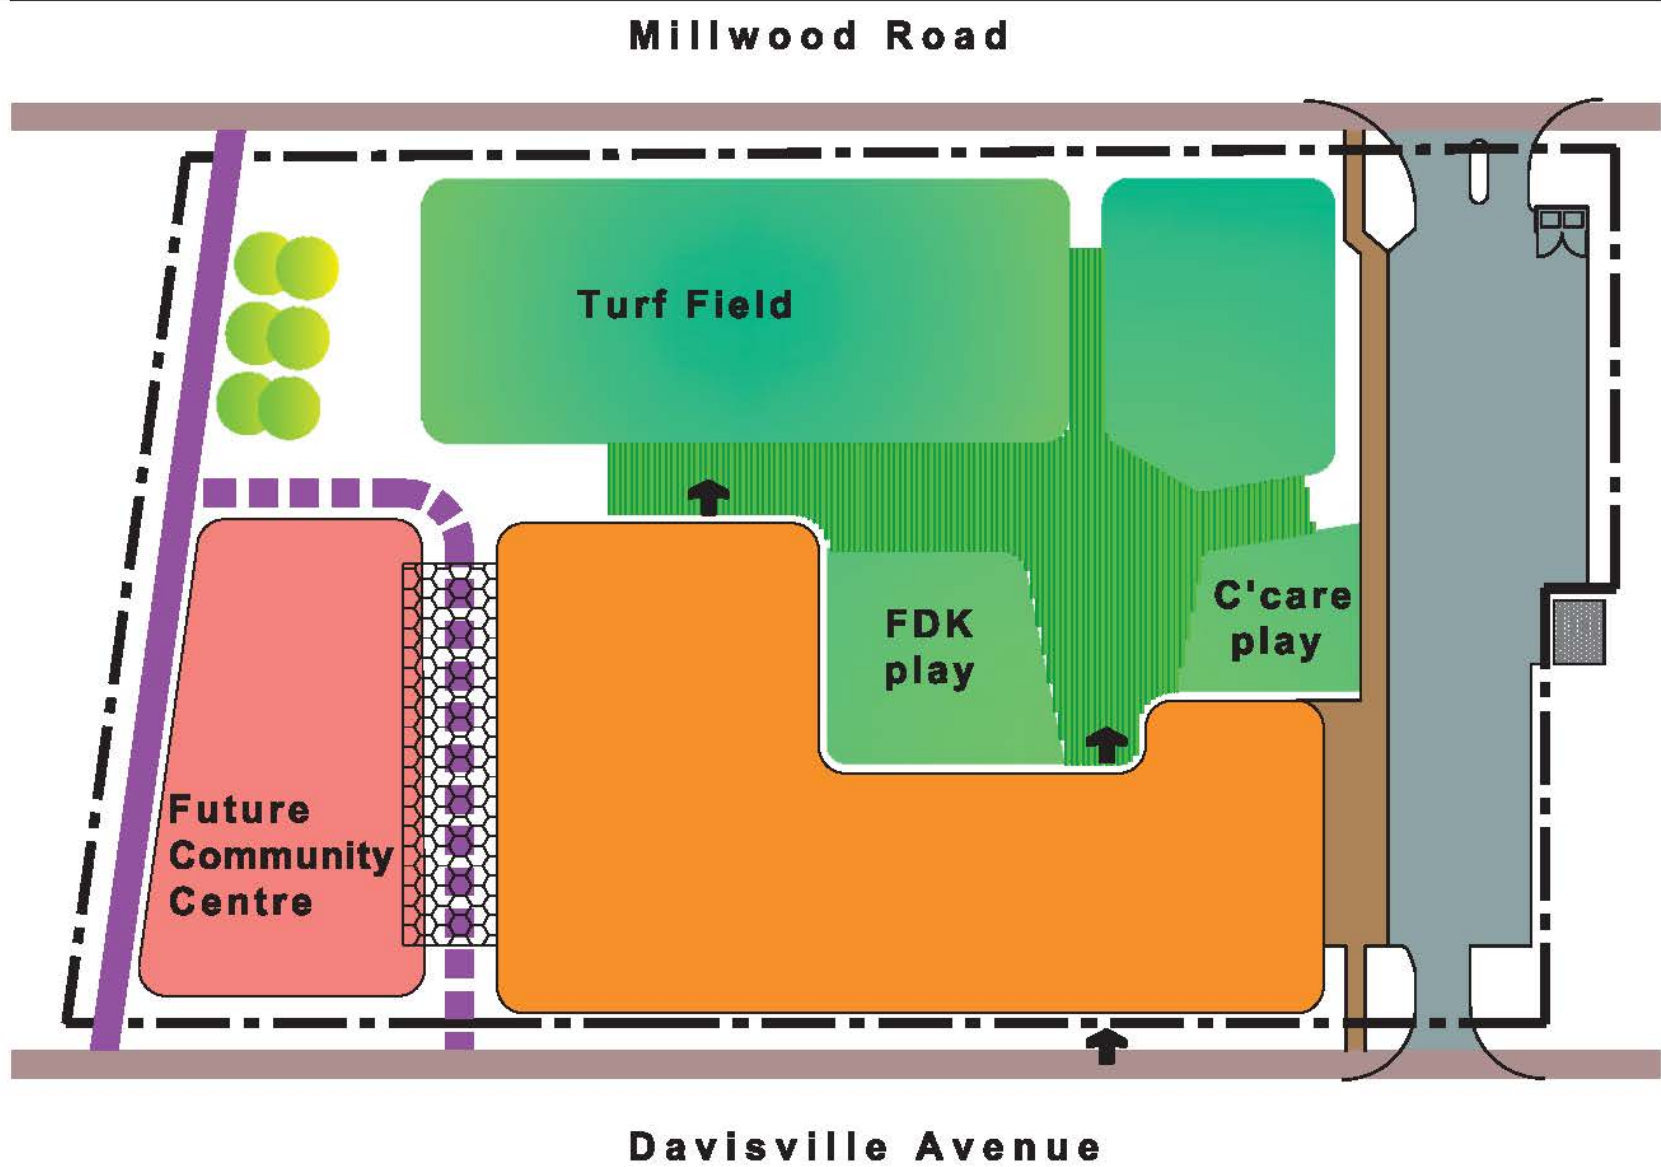 Millwood Road
Turf Field
FDK
play
C'care
play
Future
Community
Centre
Davisville Avenue